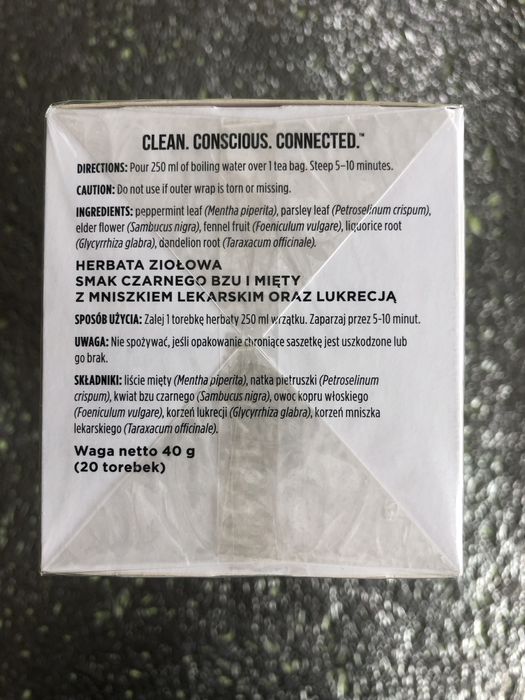 CLEAN. CONSCIOUS. CONNECTED.™
DIRECTIONS: Pour 250 ml of boiling water over 1 tea bag. Steep 5-10 minutes.
CAUTION: Do not use if outer wrap is torn or missing.
INGREDIENTS: peppermint leaf (Mentha piperita), parsley leaf (Petroselinum crispum),
elder flower (Sambucus nigra), fennel fruit (Foeniculum vulgare), liquorice root
(Glycyrrhiza glabra), dandelion root (Taraxacum officinale).
HERBATA ZIOŁOWA
SMAK CZARNEGO BZU I MIĘTY
Z MNISZKIEM LEKARSKIM ORAZ LUKRECJĄ
SPOSÓB UŻYCIA: Zalej 1 torebkę herbaty 250 ml wrzątku. Zaparzaj przez 5-10 minut.
UWAGA: Nie spożywać, jeśli opakowanie chroniące saszetkę jest uszkodzone lub
go brak.
SKŁADNIKI: liście mięty (Mentha piperita), natka pietruszki (Petroselinum
crispum), kwiat bzu czarnego (Sambucus nigra), owoc kopru włoskiego
(Foeniculum vulgare), korzeń lukrecji (Glycyrrhiza glabra), korzeń mniszka
lekarskiego (Taraxacum officinale).
Waga netto 40 g
(20 torebek)